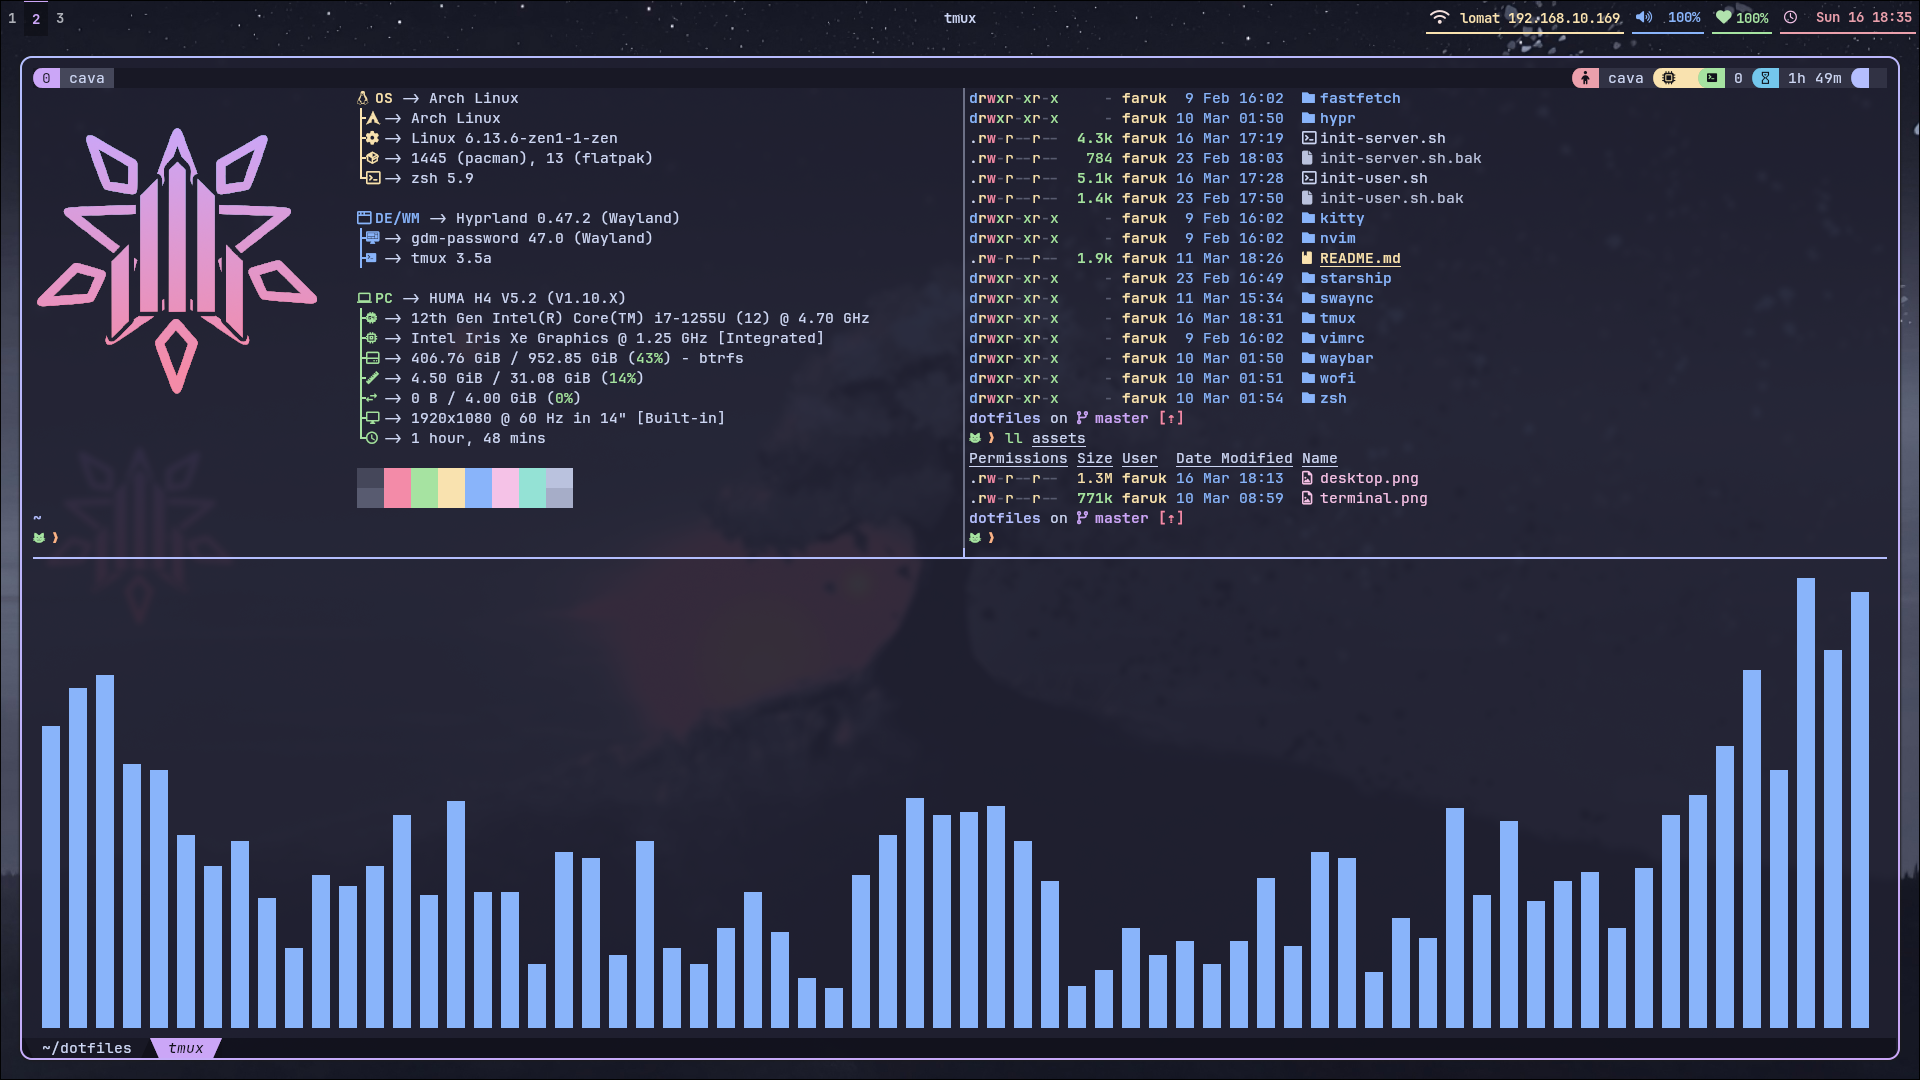 1 2 3
tmux
lomat 192.168.10.169 100% 100% Sun 16 18:35
0 cava
cava 0 1h 49m
OS -> Arch Linux
-> Arch Linux
-> Linux 6.13.6-zen1-1-zen
-> 1445 (pacman), 13 (flatpak)
-> zsh 5.9
DE/WM -> Hyprland 0.47.2 (Wayland)
-> gdm-password 47.0 (Wayland)
-> tmux 3.5a
PC -> HUMA H4 V5.2 (V1.10.X)
-> 12th Gen Intel(R) Core(TM) i7-1255U (12) @ 4.70 GHz
-> Intel Iris Xe Graphics @ 1.25 GHz [Integrated]
-> 406.76 GiB / 952.85 GiB (43%) - btrfs
-> 4.50 GiB / 31.08 GiB (14%)
-> 0 B / 4.00 GiB (0%)
-> 1920x1080 @ 60 Hz in 14" [Built-in]
-> 1 hour, 48 mins
~
❯
drwxr-xr-x - faruk 9 Feb 16:02 fastfetch
drwxr-xr-x - faruk 10 Mar 01:50 hypr
.rw-r--r-- 4.3k faruk 16 Mar 17:19 init-server.sh
.rw-r--r-- 784 faruk 23 Feb 18:03 init-server.sh.bak
.rw-r--r-- 5.1k faruk 16 Mar 17:28 init-user.sh
.rw-r--r-- 1.4k faruk 23 Feb 17:50 init-user.sh.bak
drwxr-xr-x - faruk 9 Feb 16:02 kitty
drwxr-xr-x - faruk 9 Feb 16:02 nvim
.rw-r--r-- 1.9k faruk 11 Mar 18:26 README.md
drwxr-xr-x - faruk 23 Feb 16:49 starship
drwxr-xr-x - faruk 11 Mar 15:34 swaync
drwxr-xr-x - faruk 16 Mar 18:31 tmux
drwxr-xr-x - faruk 9 Feb 16:02 vimrc
drwxr-xr-x - faruk 10 Mar 01:50 waybar
drwxr-xr-x - faruk 10 Mar 01:51 wofi
drwxr-xr-x - faruk 10 Mar 01:54 zsh
dotfiles on master [↑]
❯ ll assets
Permissions Size User Date Modified Name
.rw-r--r-- 1.3M faruk 16 Mar 18:13 desktop.png
.rw-r--r-- 771k faruk 10 Mar 08:59 terminal.png
dotfiles on master [↑]
❯
~/dotfiles tmux